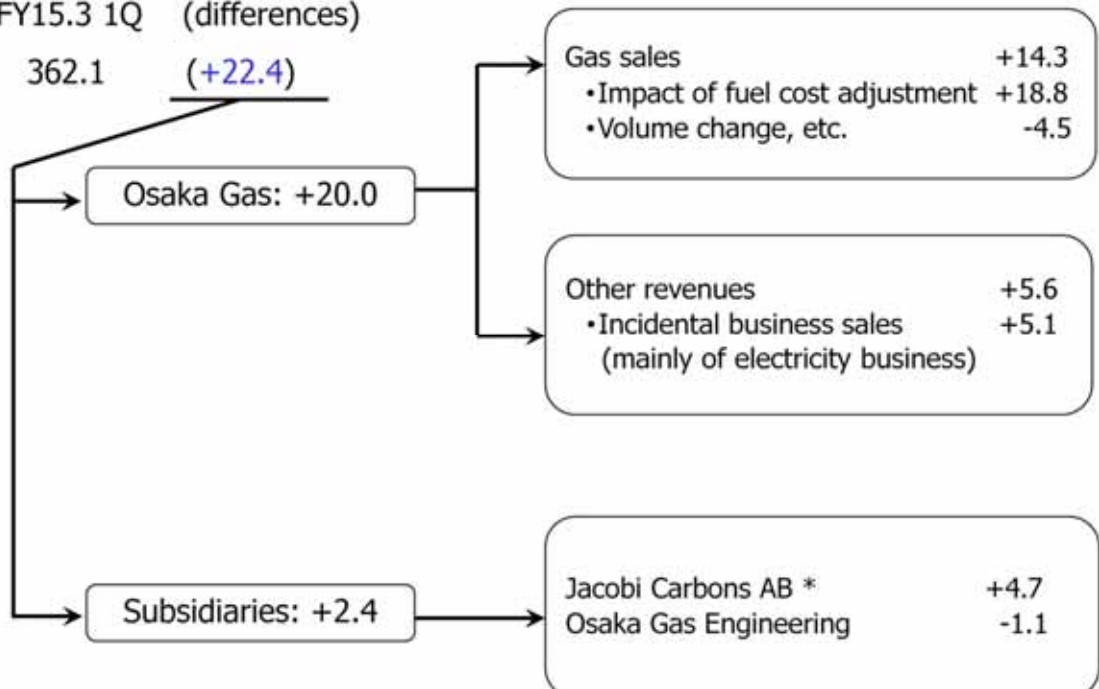 FY15.3 1Q (differences)
362.1 (+22.4)
Gas sales +14.3
・Impact of fuel cost adjustment +18.8
・Volume change, etc. -4.5
Osaka Gas: +20.0
Other revenues +5.6
・Incidental business sales +5.1
(mainly of electricity business)
Jacobi Carbons AB * +4.7
Subsidiaries: +2.4
Osaka Gas Engineering -1.1